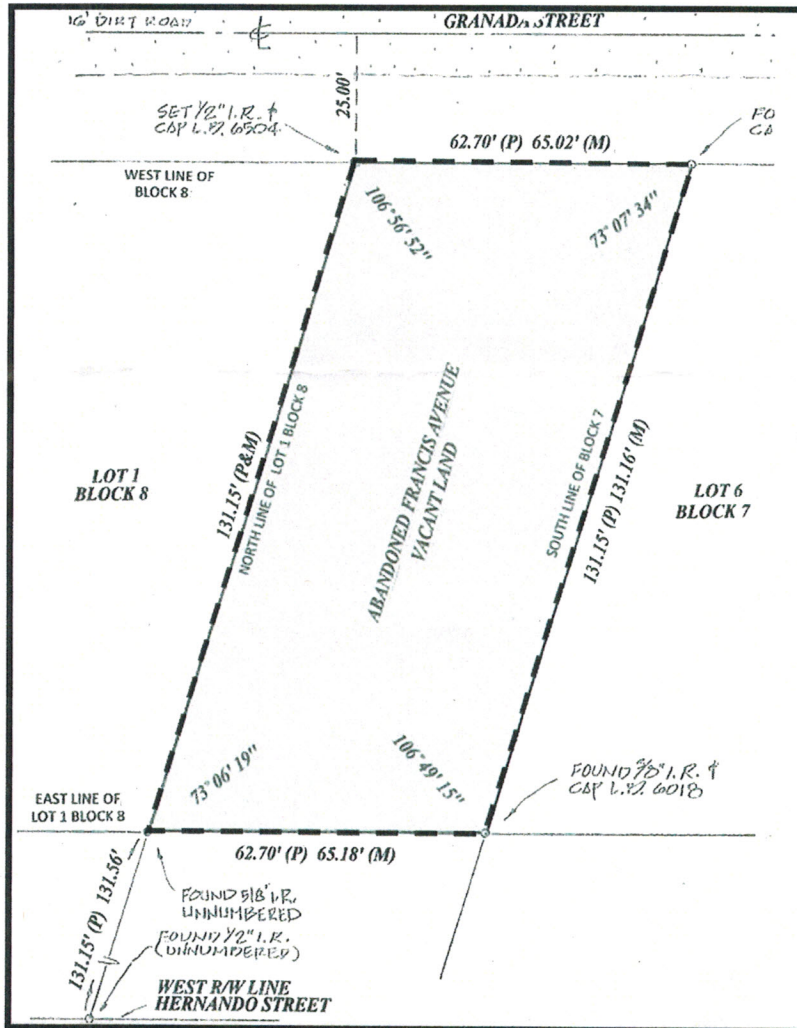 16' DIRT ROAD
GRANADA STREET
25.00'
SET 1/2" I.R. &
CAP L.B. 6504
62.70' (P) 65.02' (M)
FO
CA
WEST LINE OF
BLOCK 8
106° 56' 52"
73° 07' 34"
131.15' (P&M)
NORTH LINE OF LOT 1 BLOCK 8
ABANDONED FRANCIS AVENUE
VACANT LAND
SOUTH LINE OF BLOCK 7
131.15' (P) 131.16' (M)
LOT 1
BLOCK 8
LOT 6
BLOCK 7
73° 06' 19"
106° 49' 15"
FOUND 5/8" I.R. &
CAP L.B. 6018
EAST LINE OF
LOT 1 BLOCK 8
62.70' (P) 65.18' (M)
131.15' (P) 131.56'
FOUND 5/8" I.R.
UNNUMBERED
FOUND 1/2" I.R.
(UNNUMBERED)
WEST R/W LINE
HERNANDO STREET